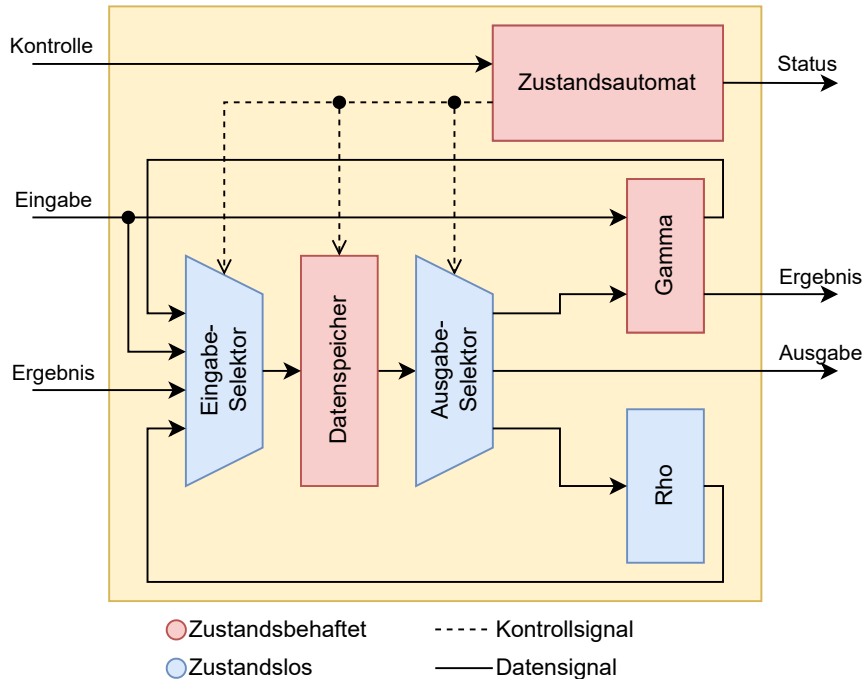 Kontrolle
Zustandsautomat
Status
Eingabe
Gamma
Ergebnis
Ergebnis
Ausgabe
Eingabe-
Selektor
Datenspeicher
Ausgabe-
Selektor
Rho
Zustandsbehaftet
Kontrollsignal
Zustandslos
Datensignal